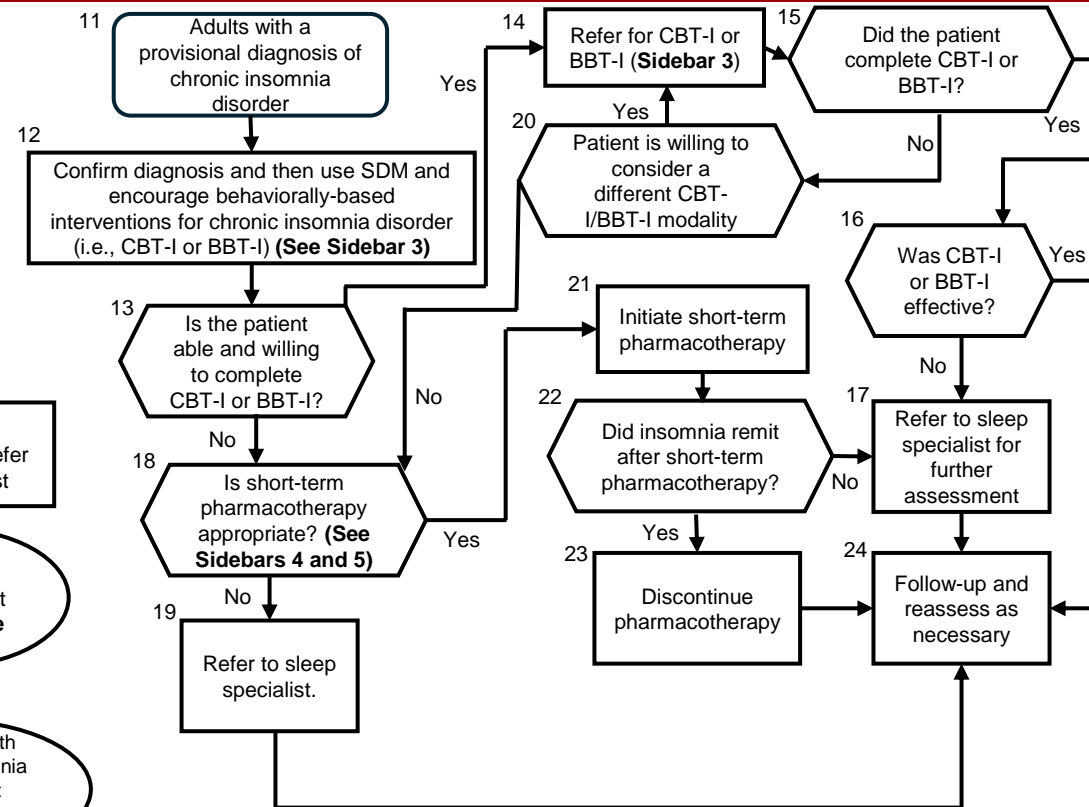 11
Adults with a
provisional diagnosis of
chronic insomnia
disorder
12
Confirm diagnosis and then use SDM and
encourage behaviorally-based
interventions for chronic insomnia disorder
(i.e., CBT-I or BBT-I) (See Sidebar 3)
13
Is the patient
able and willing
to complete
CBT-I or BBT-I?
Yes
No
14
Refer for CBT-I or
BBT-I (Sidebar 3)
15
Did the patient
complete CBT-I or
BBT-I?
Yes
No
20
Yes
Patient is willing to
consider a
different CBT-
I/BBT-I modality
No
16
Was CBT-I
or BBT-I
effective?
Yes
No
17
Refer to sleep
specialist for
further
assessment
18
Is short-term
pharmacotherapy
appropriate? (See
Sidebars 4 and 5)
Yes
No
19
Refer to sleep
specialist.
21
Initiate short-term
pharmacotherapy
22
Did insomnia remit
after short-term
pharmacotherapy?
No
Yes
23
Discontinue
pharmacotherapy
24
Follow-up and
reassess as
necessary